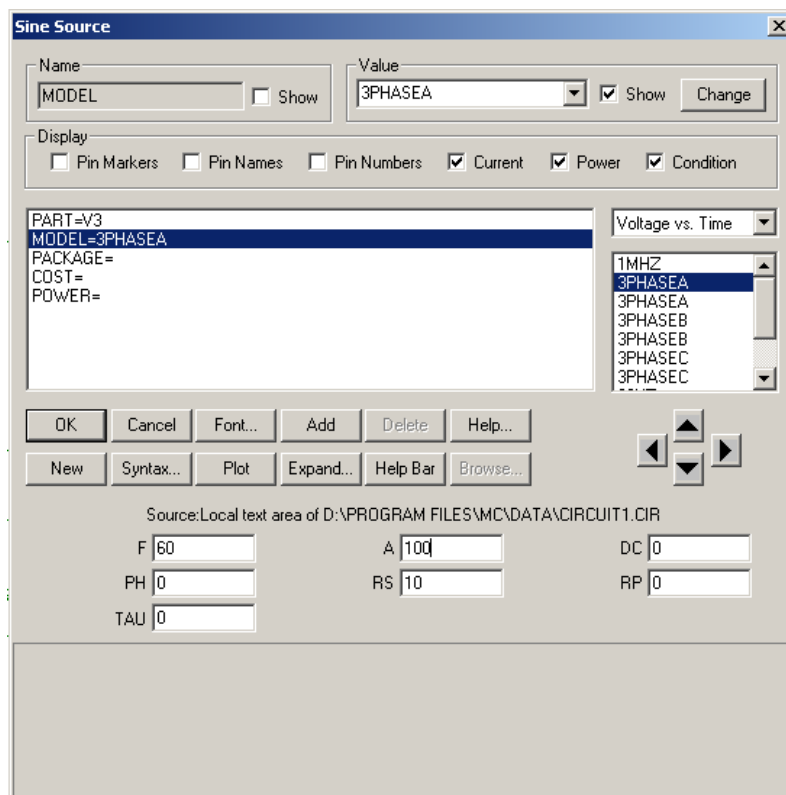 Sine Source
Name
Value
MODEL
Show
3PHASEA
Show
Change
Display
Pin Markers
Pin Names
Pin Numbers
Current
Power
Condition
PART=V3
MODEL=3PHASEA
PACKAGE=
COST=
POWER=
Voltage vs. Time
1MHZ
3PHASEA
3PHASEA
3PHASEB
3PHASEB
3PHASEC
3PHASEC
OK
Cancel
Font...
Add
Delete
Help...
New
Syntax...
Plot
Expand...
Help Bar
Browse...
Source:Local text area of D:\PROGRAM FILES\MC\DATA\CIRCUIT1.CIR
F 60
A 100
DC 0
PH 0
RS 10
RP 0
TAU 0